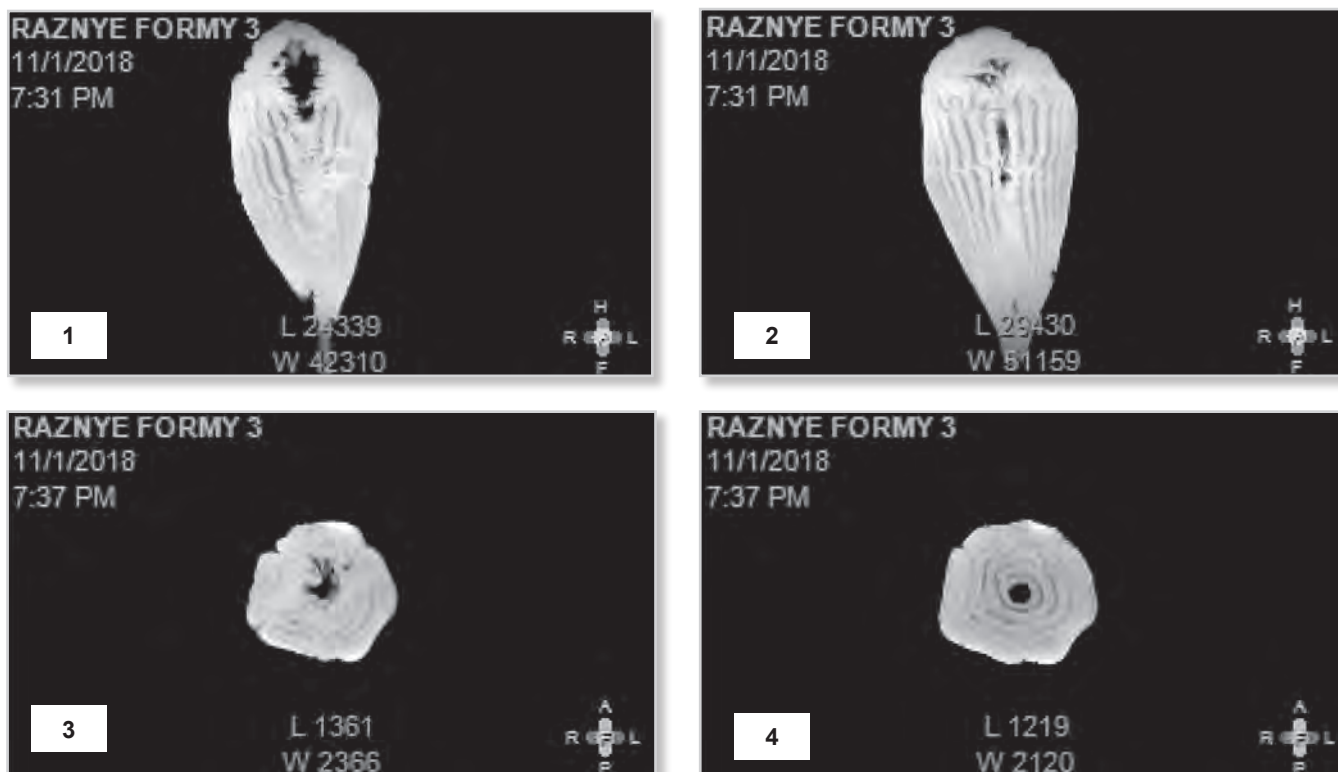 RAZNYE FORMY 3
11/1/2018
7:31 PM
H
R L
F
L 24339
W 42310
1
RAZNYE FORMY 3
11/1/2018
7:31 PM
H
R L
F
L 29430
W 51159
2
RAZNYE FORMY 3
11/1/2018
7:37 PM
A
R F L
P
L 1361
W 2366
3
RAZNYE FORMY 3
11/1/2018
7:37 PM
A
R F L
P
L 1219
W 2120
4